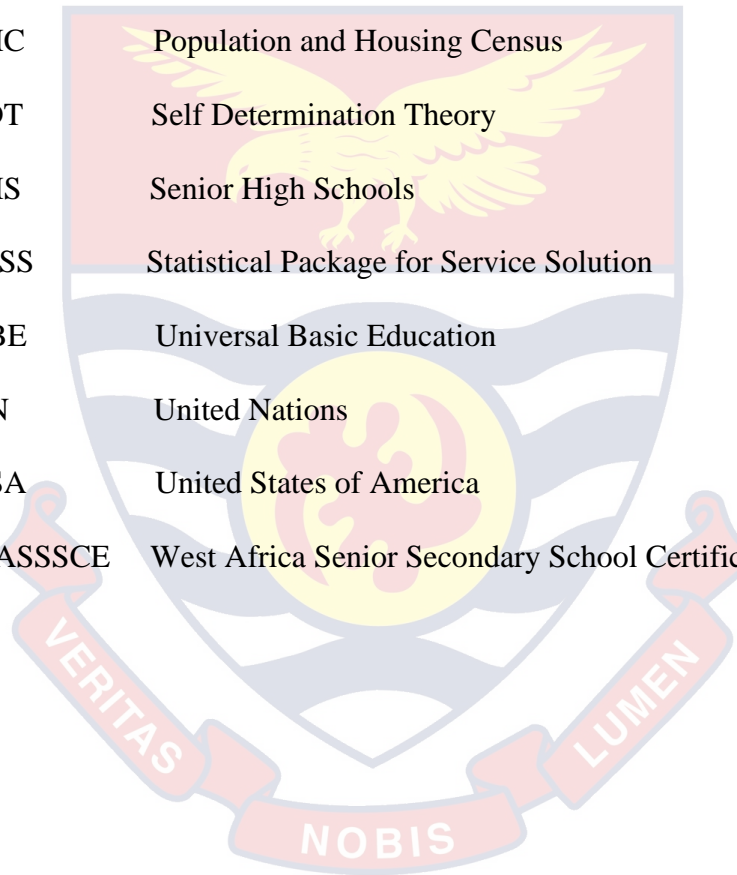 IC Population and Housing Census
DT Self Determination Theory
IS Senior High Schools
SS Statistical Package for Service Solution
BE Universal Basic Education
N United Nations
SA United States of America
ASSSCE West Africa Senior Secondary School Certific
VERITAS NOBIS LUMEN